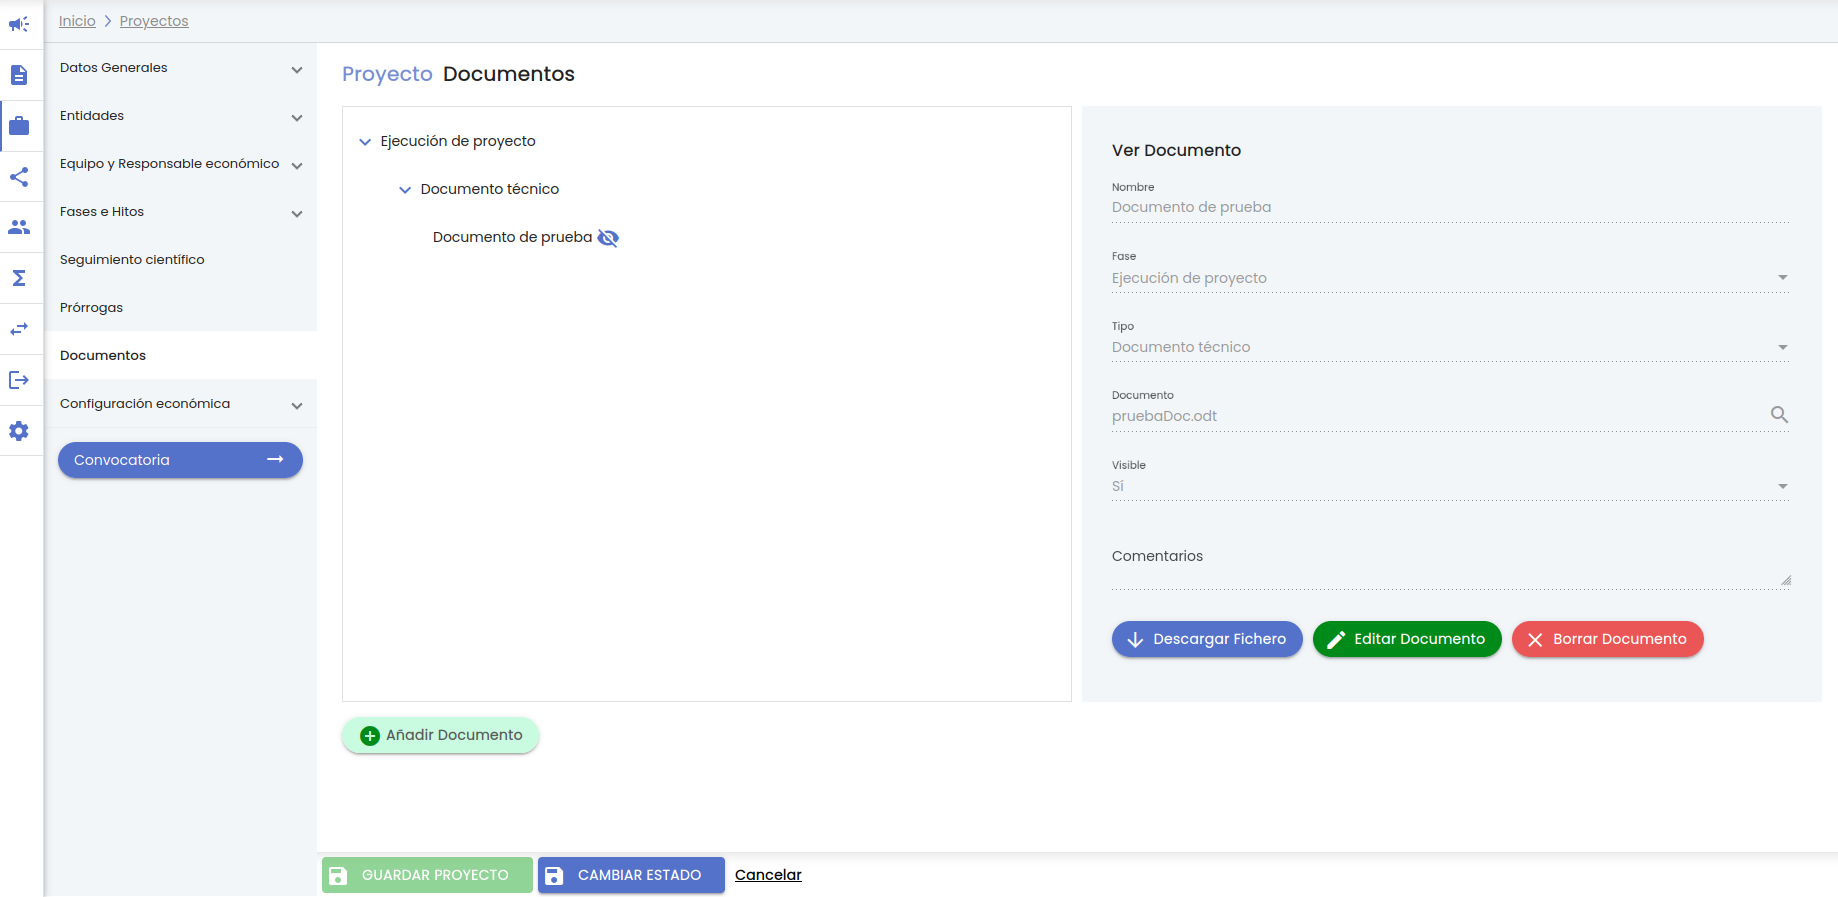 Inicio Proyectos
Datos Generales
Entidades
Equipo y Responsable económico
Fases e Hitos
Seguimiento científico
Prórrogas
Documentos
Configuración económica
Convocatoria
Proyecto Documentos
Ejecución de proyecto
Documento técnico
Documento de prueba
Añadir Documento
Ver Documento
Nombre
Documento de prueba
Fase
Ejecución de proyecto
Tipo
Documento técnico
Documento
pruebaDoc.odt
Visible
Sí
Comentarios
Descargar Fichero Editar Documento Borrar Documento
GUARDAR PROYECTO CAMBIAR ESTADO Cancelar